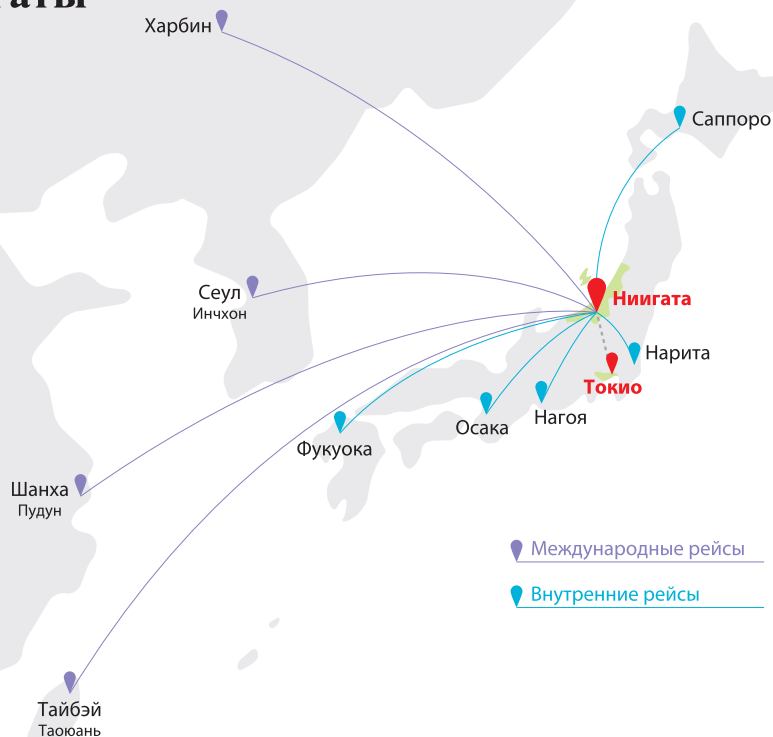 Харбин
Саппоро
Сеул
Инчхон
Ниигата
Нарита
Токио
Нагоя
Осака
Фукуока
Шанха
Пудун
Международные рейсы
Внутренние рейсы
Тайбэй
Таоюань